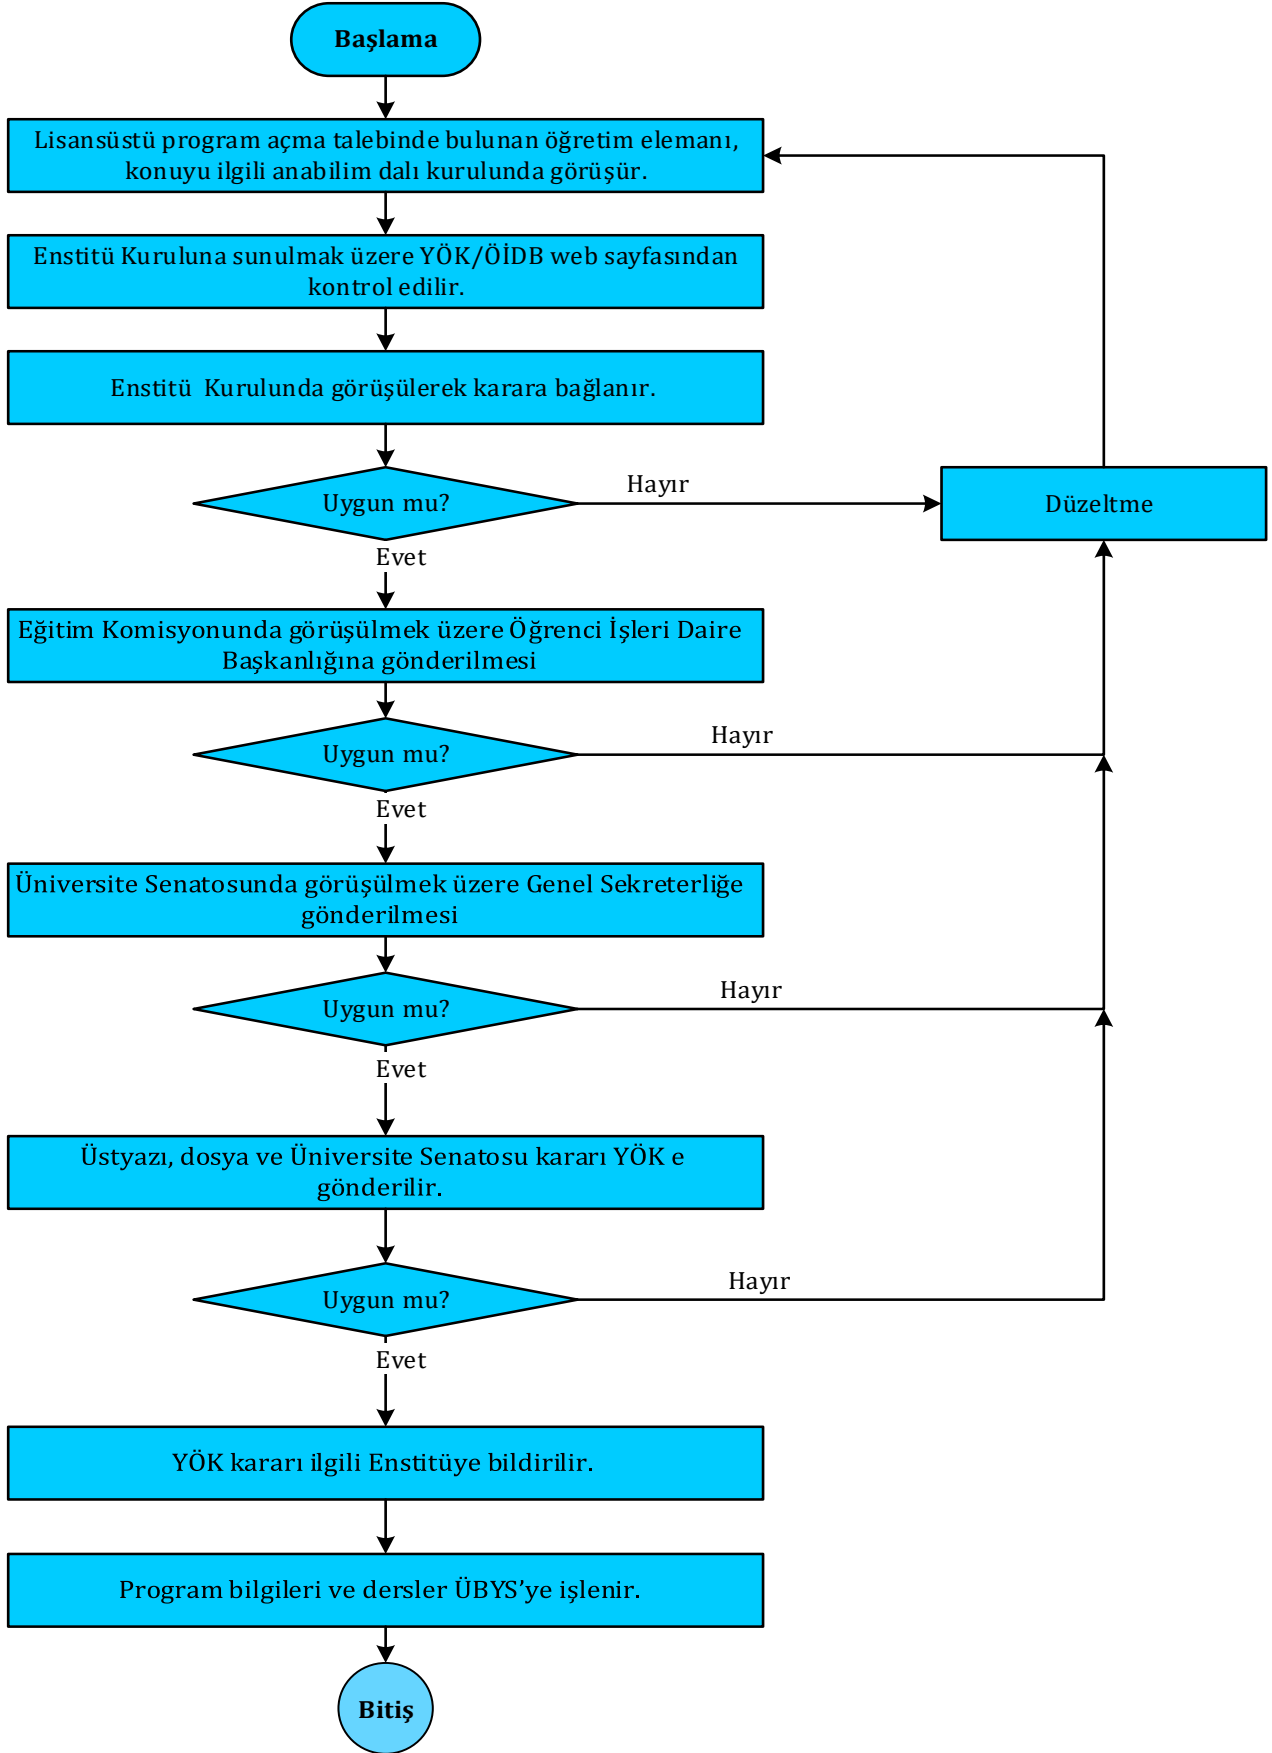 Başlama
Lisansüstü program açma talebinde bulunan öğretim elemanı,
konuyu ilgili anabilim dalı kurulunda görüşür.
Enstitü Kuruluna sunulmak üzere YÖK/ÖİDB web sayfasından
kontrol edilir.
Enstitü  Kurulunda görüşülerek karara bağlanır.
Uygun mu?
Hayır
Düzeltme
Evet
Eğitim Komisyonunda görüşülmek üzere Öğrenci İşleri Daire
Başkanlığına gönderilmesi
Uygun mu?
Hayır
Evet
Üniversite Senatosunda görüşülmek üzere Genel Sekreterliğe
gönderilmesi
Uygun mu?
Hayır
Evet
Üstyazı, dosya ve Üniversite Senatosu kararı YÖK e
gönderilir.
Uygun mu?
Hayır
Evet
YÖK kararı ilgili Enstitüye bildirilir.
Program bilgileri ve dersler ÜBYS’ye işlenir.
Bitiş